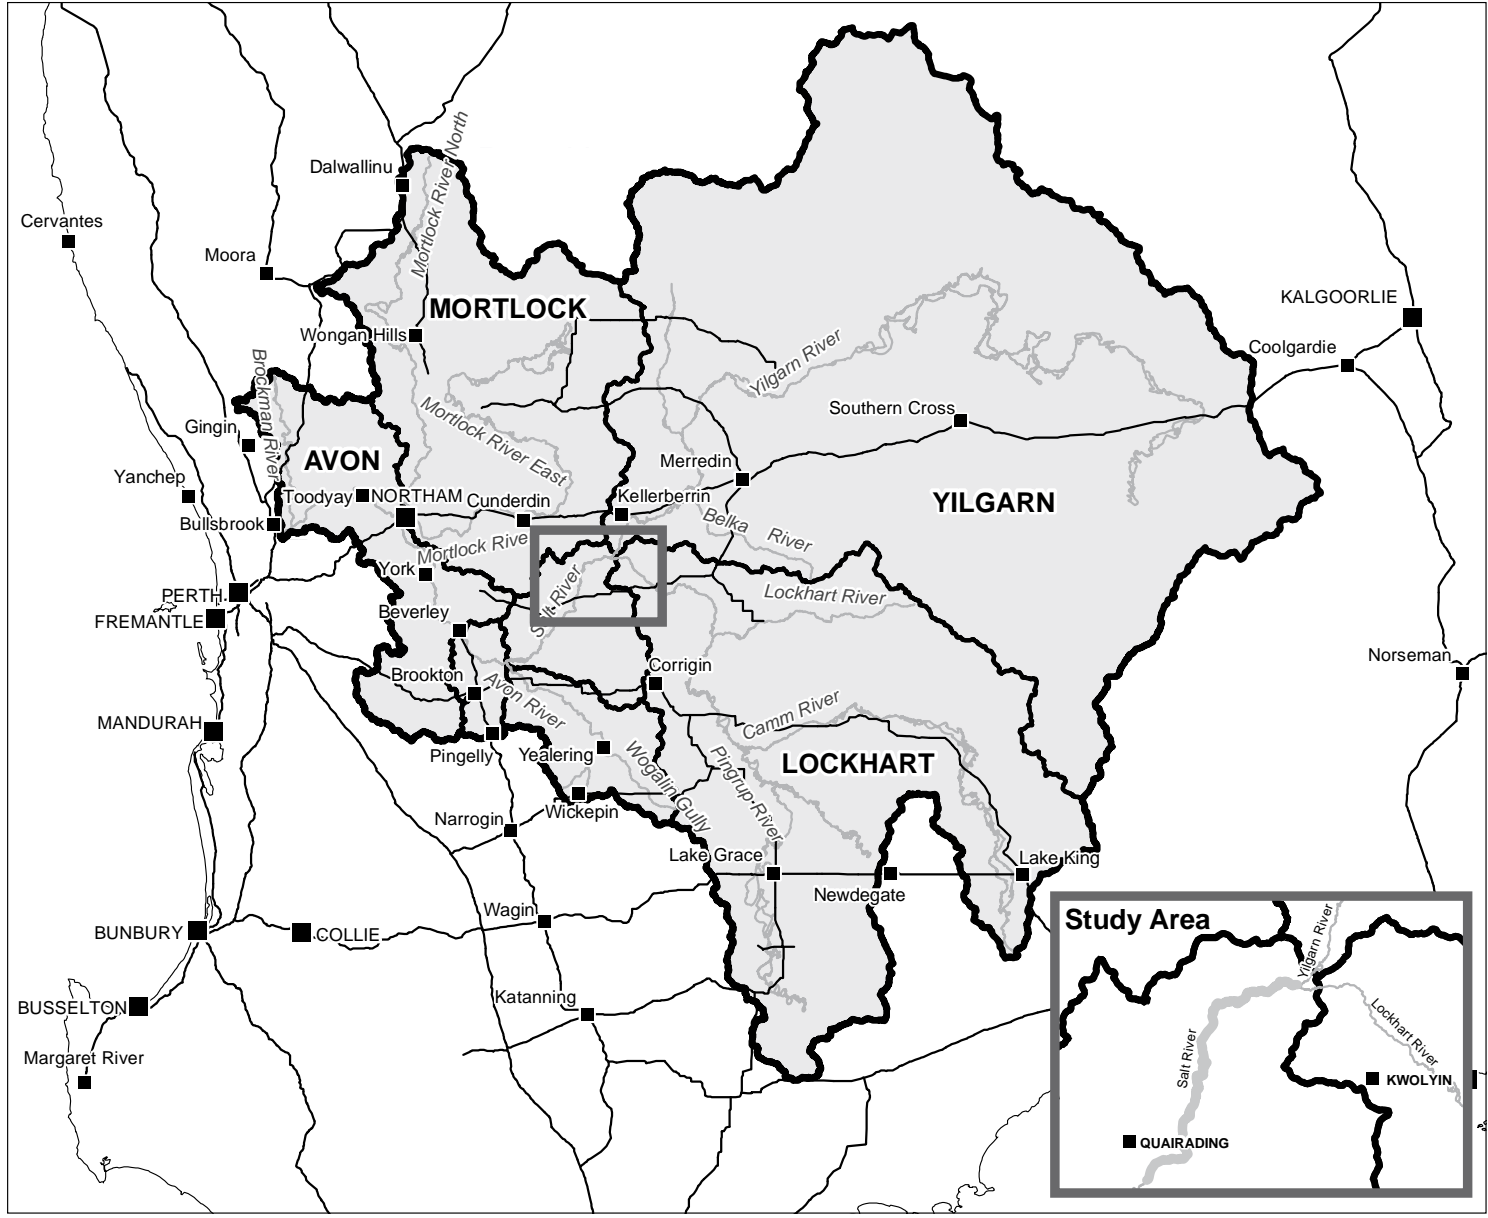 Mortlock River North
Dalwallinu
Cervantes
Moora
KALGOORLIE
MORTLOCK
Wongan Hills
Coolgardie
Brockman River
Yilgarn River
Southern Cross
Gingin
Mortlock River East
AVON
Merredin
Yanchep
Toodyay
NORTHAM
Cunderdin
Kellerberrin
YILGARN
Bullsbrook
Belka River
Mortlock Rive
York
PERTH
Lockhart River
Salt River
FREMANTLE
Beverley
Norseman
Corrigin
Brookton
Avon River
MANDURAH
Camm River
Pingelly
Yealering
Wogalin Gully
Pingrup River
LOCKHART
Wickepin
Narrogin
Lake Grace
Lake King
Newdegate
Wagin
BUNBURY
COLLIE
Study Area
Yilgarn River
Katanning
BUSSELTON
Lockhart River
Margaret River
Salt River
KWOLYIN
QUAIRADING